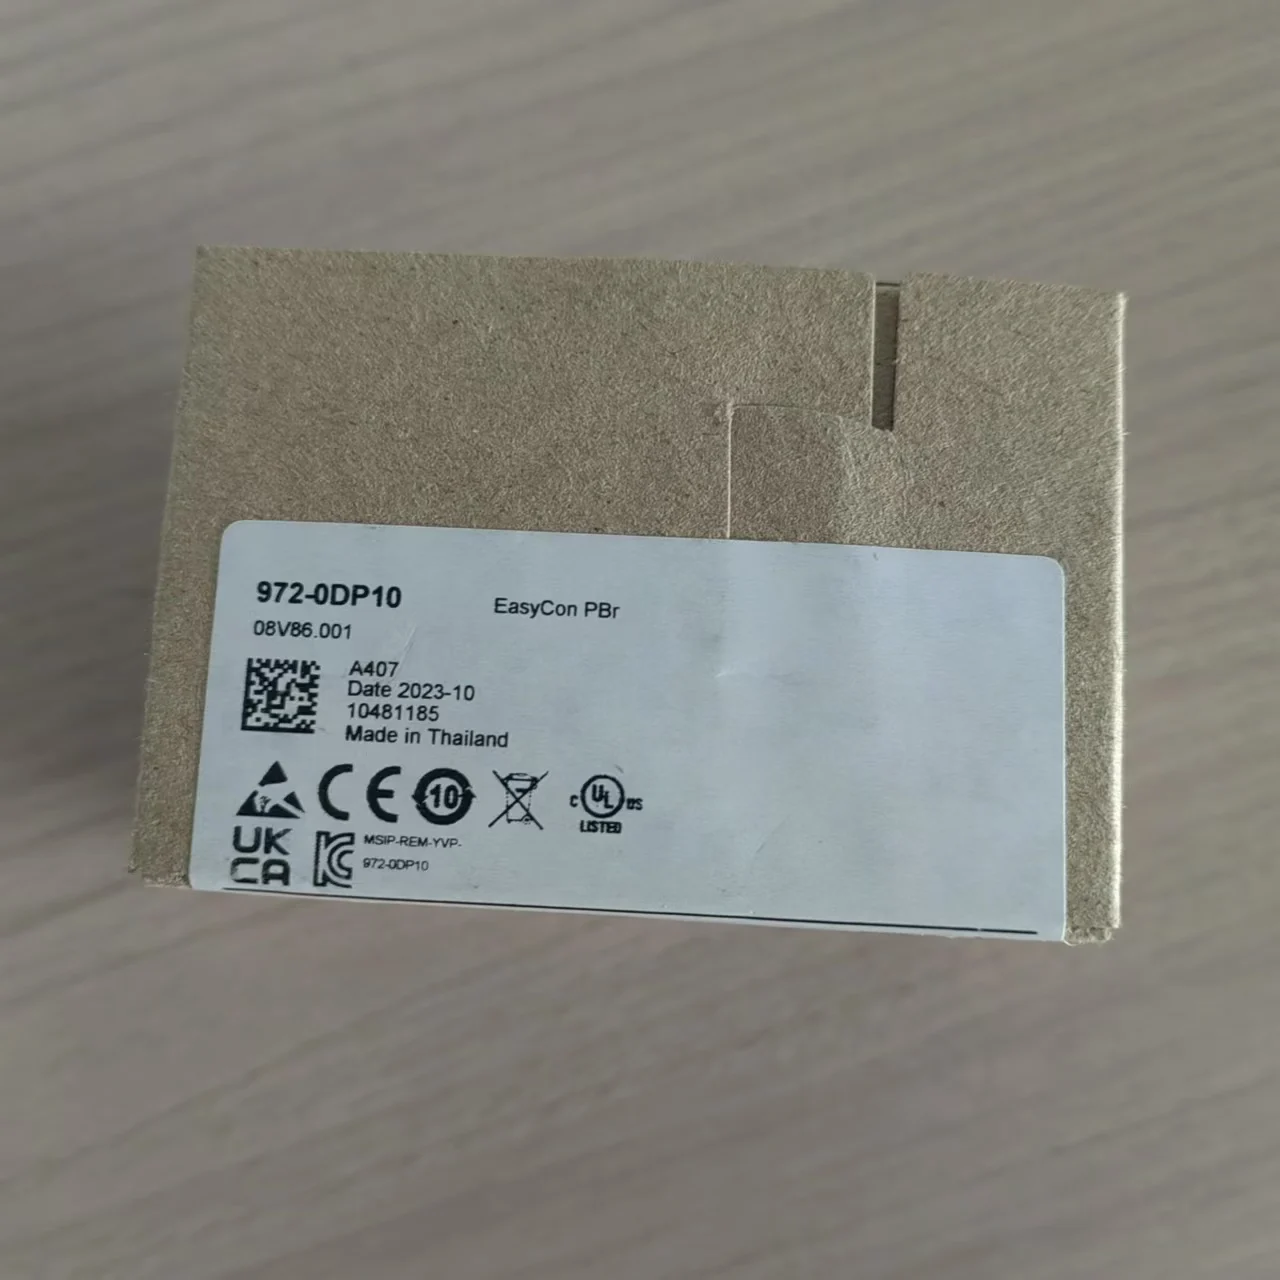 972-0DP10
EasyCon PBr
08V86.001
A407
Date 2023-10
10481185
Made in Thailand
CE
10
C UL US
LISTED
UK
CA
KC
MSIP-REM-YVP-
972-0DP10